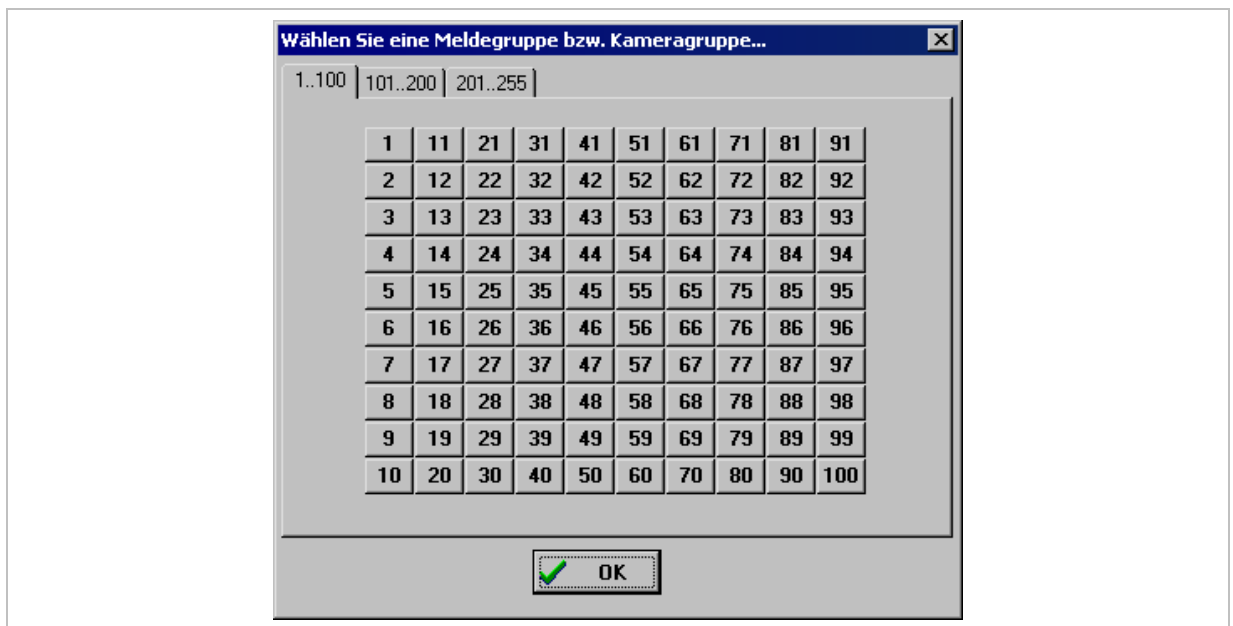 Wählen Sie eine Meldegruppe bzw. Kameragruppe...
1..100 101..200 201..255
1 11 21 31 41 51 61 71 81 91
2 12 22 32 42 52 62 72 82 92
3 13 23 33 43 53 63 73 83 93
4 14 24 34 44 54 64 74 84 94
5 15 25 35 45 55 65 75 85 95
6 16 26 36 46 56 66 76 86 96
7 17 27 37 47 57 67 77 87 97
8 18 28 38 48 58 68 78 88 98
9 19 29 39 49 59 69 79 89 99
10 20 30 40 50 60 70 80 90 100
OK